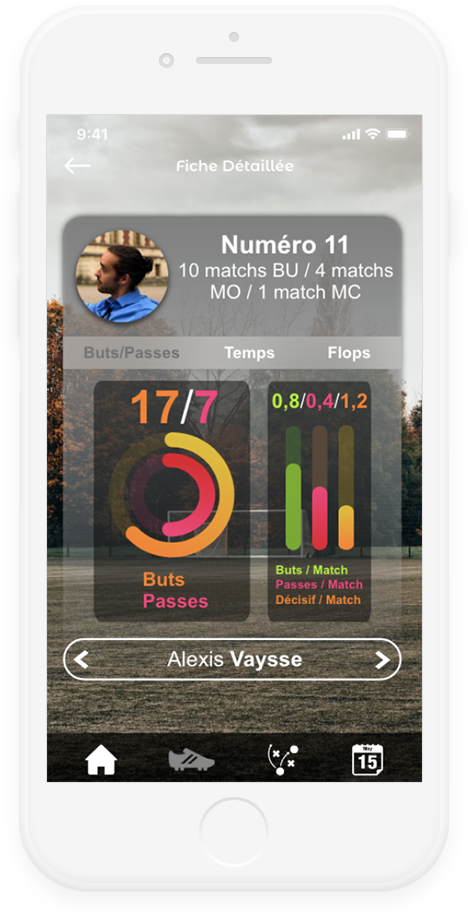 9:41
Fiche Détaillée
Numéro 11
10 matchs BU / 4 matchs
MO / 1 match MC
Buts/Passes Temps Flops
17/7
0,8/0,4/1,2
Buts
Passes
Buts / Match
Passes / Match
Décisif / Match
Alexis Vaysse
May
15